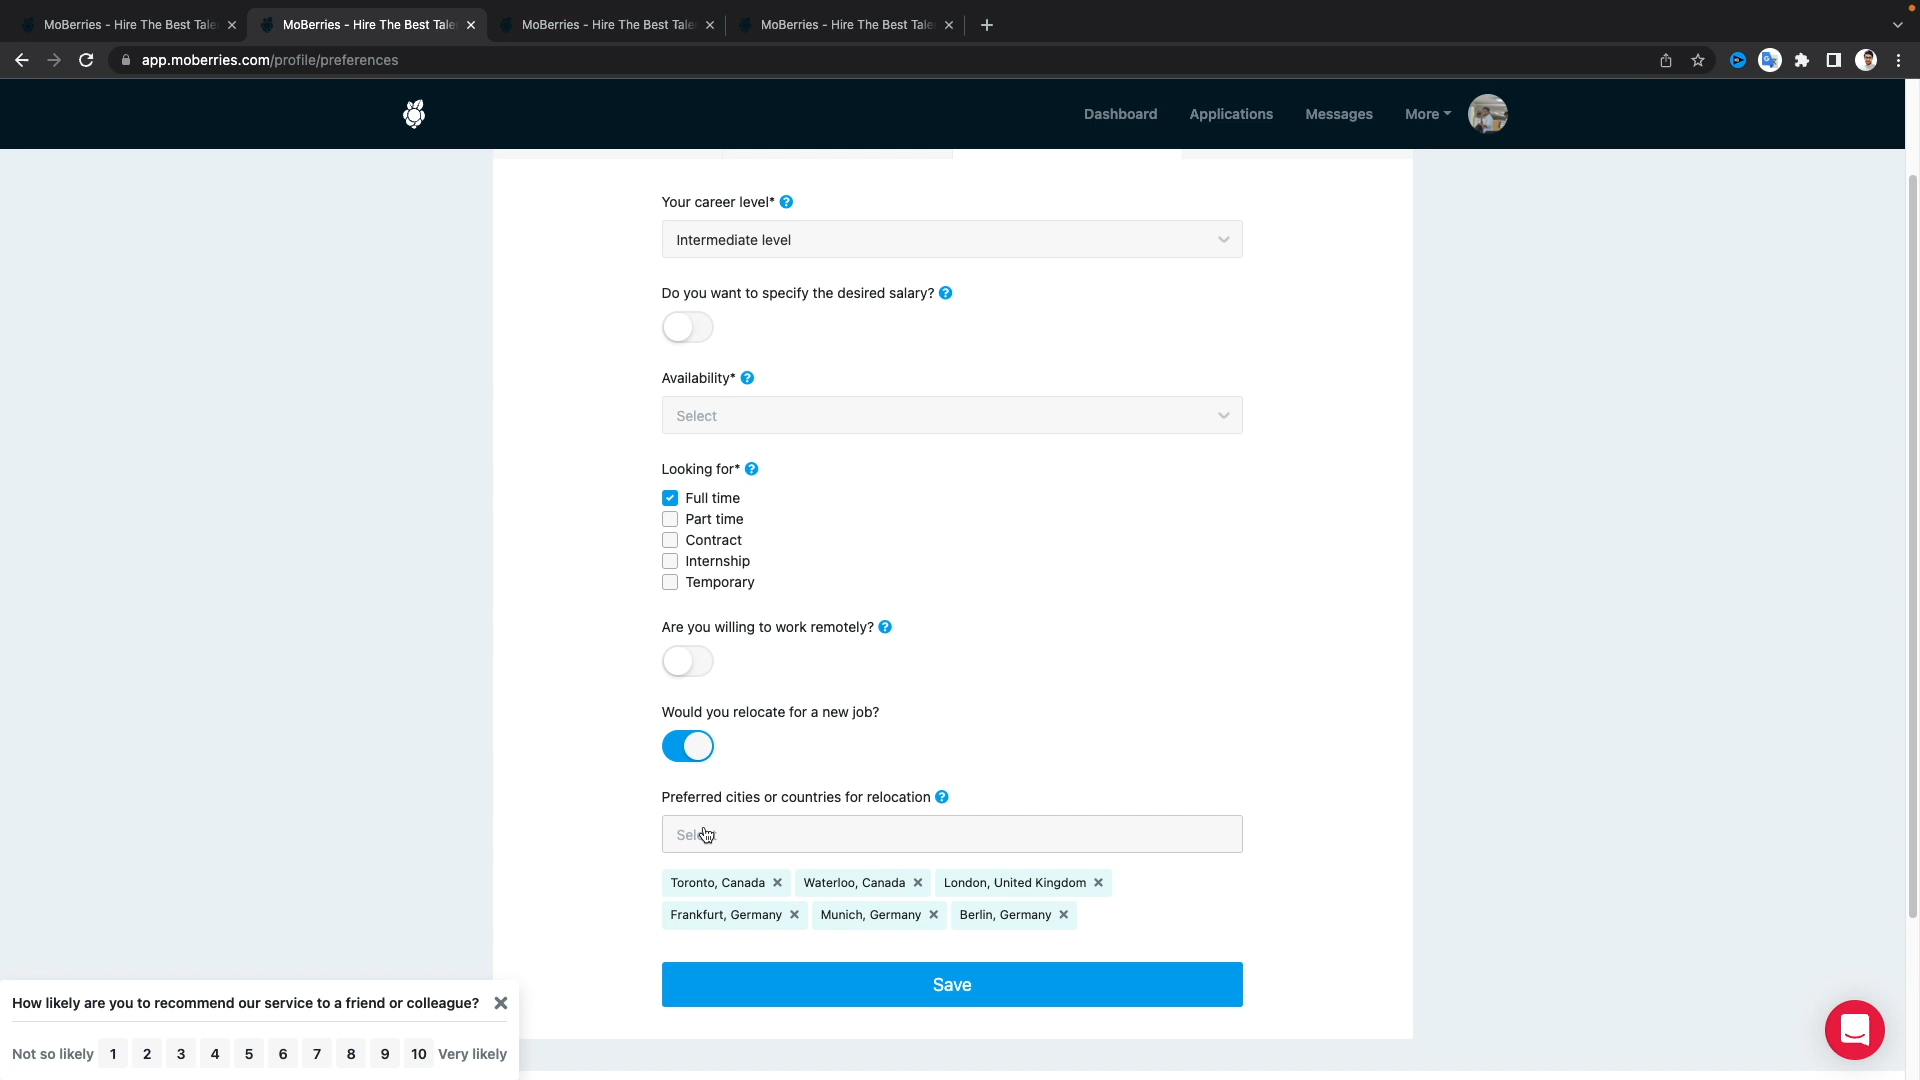 MoBerries - Hire The Best Tale
MoBerries - Hire The Best Tale
MoBerries - Hire The Best Tale
MoBerries - Hire The Best Tale
app.moberries.com/profile/preferences
Dashboard Applications Messages More
Your career level* ?
Intermediate level
Do you want to specify the desired salary? ?
Availability* ?
Select
Looking for* ?
Full time
Part time
Contract
Internship
Temporary
Are you willing to work remotely? ?
Would you relocate for a new job?
Preferred cities or countries for relocation ?
Select
Toronto, Canada Waterloo, Canada London, United Kingdom
Frankfurt, Germany Munich, Germany Berlin, Germany
Save
How likely are you to recommend our service to a friend or colleague?
Not so likely 1 2 3 4 5 6 7 8 9 10 Very likely